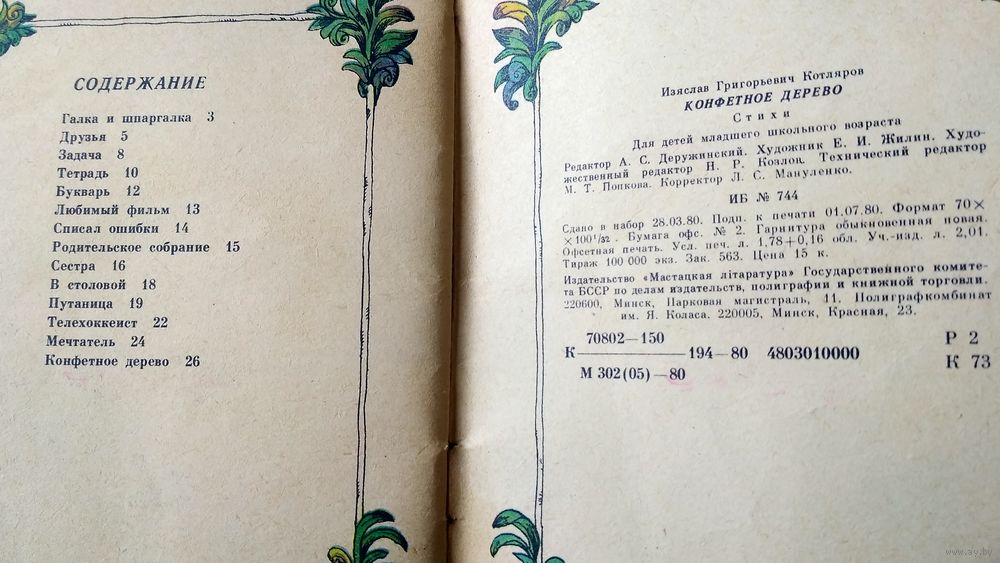 СОДЕРЖАНИЕ
Галка и шпаргалка 3
Друзья 5
Задача 8
Тетрадь 10
Букварь 12
Любимый фильм 13
Списал ошибки 14
Родительское собрание 15
Сестра 16
В столовой 18
Путаница 19
Телехоккеист 22
Мечтатель 24
Конфетное дерево 26
Изяслав Григорьевич Котляров
КОНФЕТНОЕ ДЕРЕВО
Стихи
Для детей младшего школьного возраста
Редактор А. С. Деружинский. Художник Е. И. Жилин. Худо-
жественный редактор Н. Р. Козлов. Технический редактор
М. Т. Попкова. Корректор Л. С. Мануленко.
ИБ № 744
Сдано в набор 28.03.80. Подп. к печати 01.07.80. Формат 70×
×100¹/₃₂. Бумага офс. № 2. Гарнитура обыкновенная новая.
Офсетная печать. Усл. печ. л. 1,78+0,16 обл. Уч.-изд. л. 2,01.
Тираж 100 000 экз. Зак. 563. Цена 15 к.
Издательство «Мастацкая літаратура» Государственного комите-
та БССР по делам издательств, полиграфии и книжной торговли.
220600, Минск, Парковая магистраль, 11. Полиграфкомбинат
им. Я. Коласа. 220005, Минск, Красная, 23.
70802—150
К 194—80 4803010000
М 302(05)—80
Р 2
К 73
www.ay.by